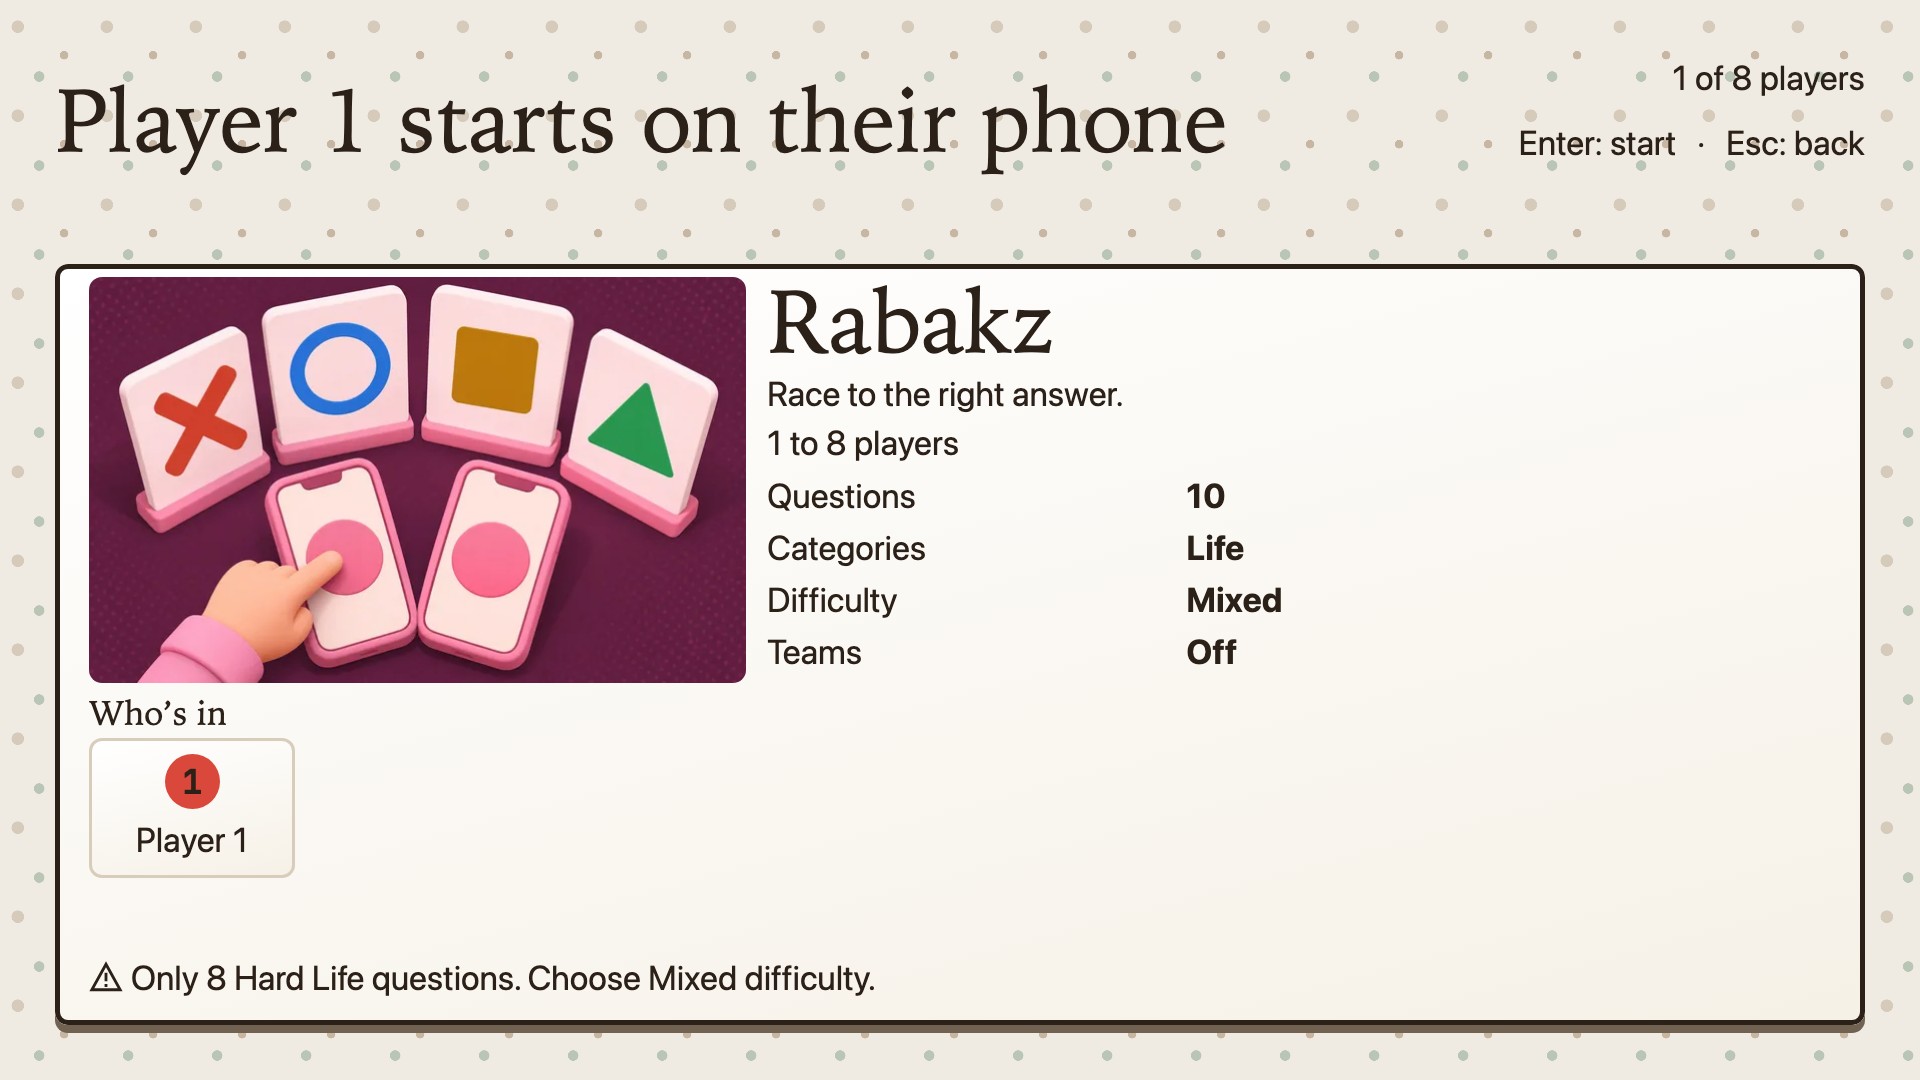 Player 1 starts on their phone
1 of 8 players
Enter: start · Esc: back
Rabakz
Race to the right answer.
1 to 8 players
Questions 10
Categories Life
Difficulty Mixed
Teams Off
Who’s in
1
Player 1
⚠ Only 8 Hard Life questions. Choose Mixed difficulty.